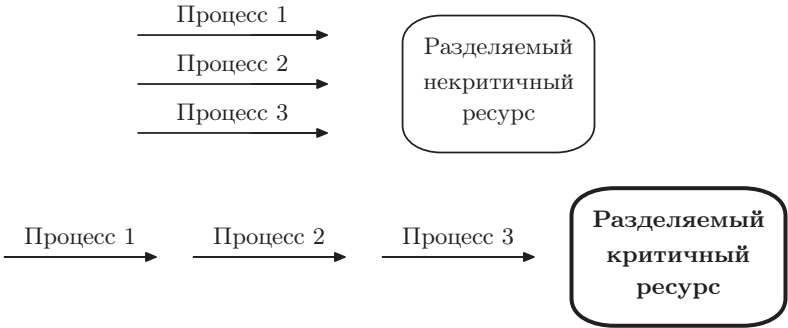 Процесс 1
Процесс 2
Процесс 3
Разделяемый
некритичный
ресурс
Процесс 1
Процесс 2
Процесс 3
Разделяемый
критичный
ресурс